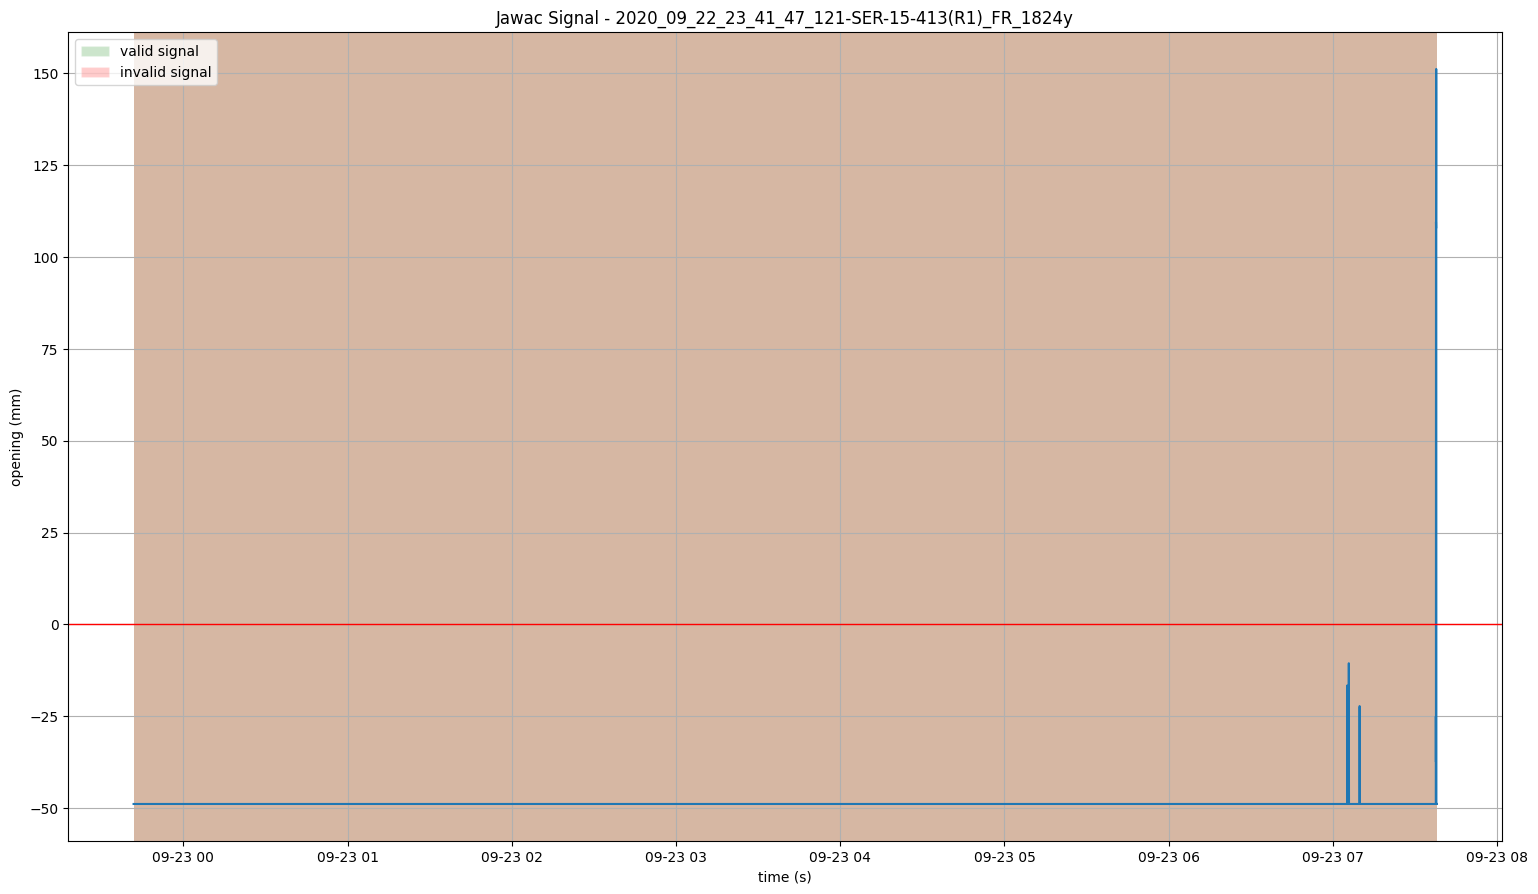 Jawac Signal - 2020_09_22_23_41_47_121-SER-15-413(R1)_FR_1824y
valid signal
invalid signal
150
125
100
75
50
25
0
−25
−50
opening (mm)
09-23 00 09-23 01 09-23 02 09-23 03 09-23 04 09-23 05 09-23 06 09-23 07 09-23 08
time (s)